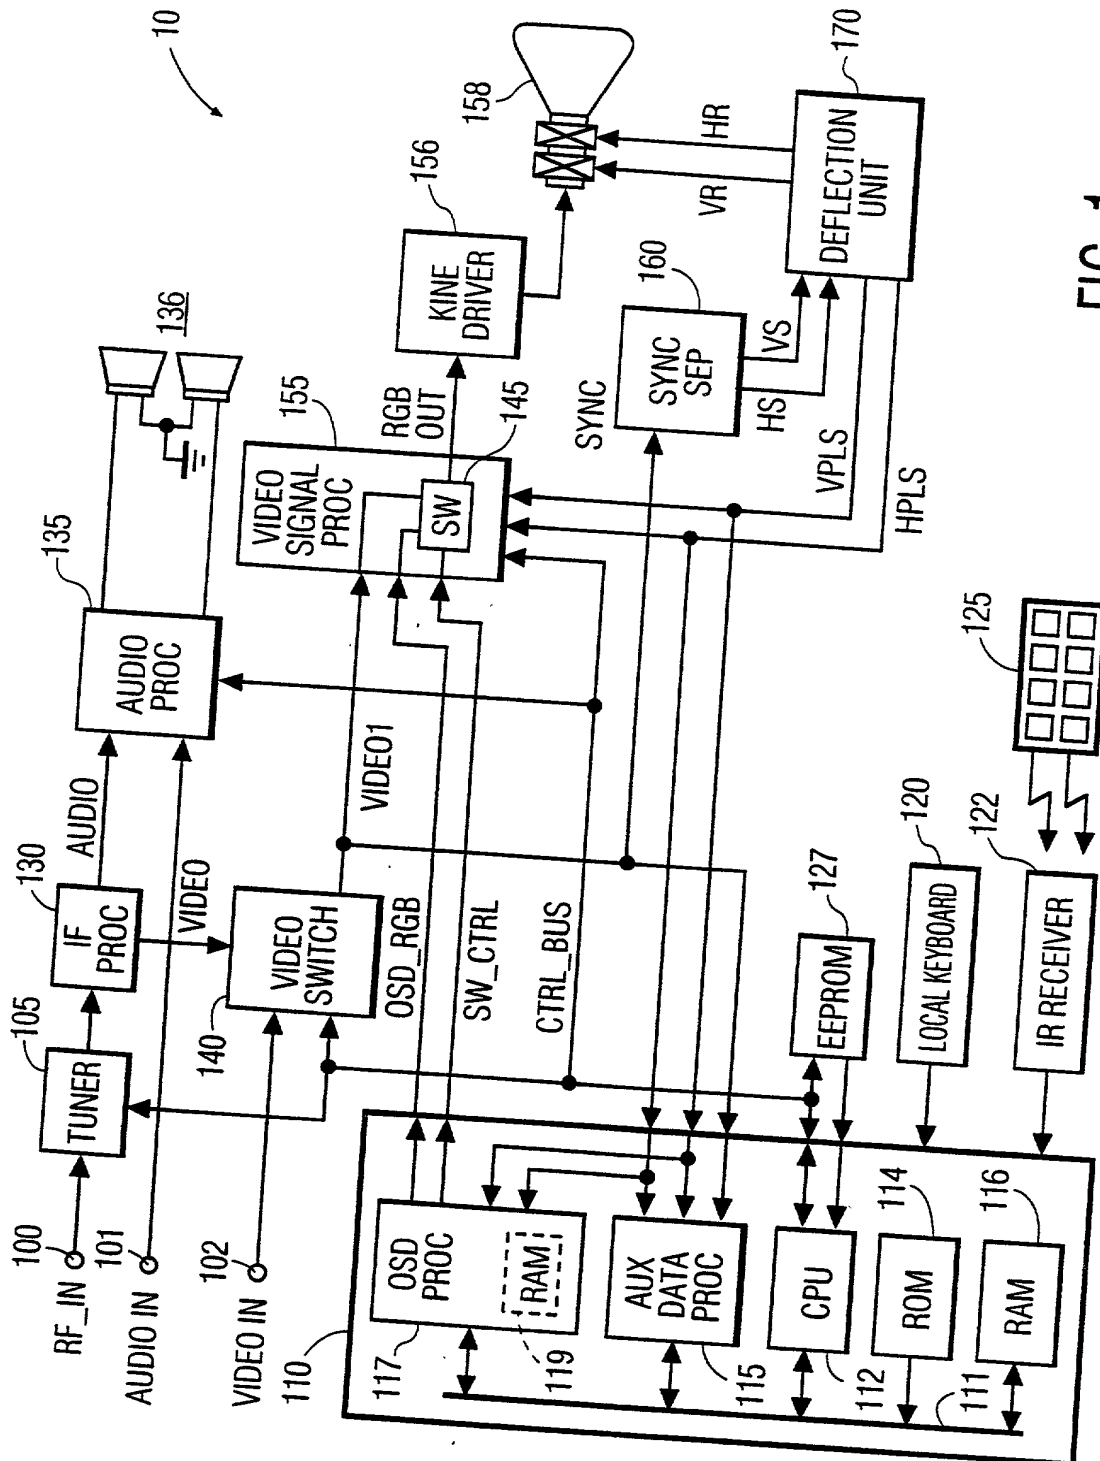 10
RF_IN
100
TUNER
105
IF
PROC
130
AUDIO
AUDIO
PROC
135
136
AUDIO IN
101
VIDEO
VIDEO IN
102
VIDEO
SWITCH
140
VIDEO1
VIDEO
SIGNAL
PROC
155
SW
145
RGB
OUT
KINE
DRIVER
156
158
OSD_RGB
SW_CTRL
CTRL_BUS
SYNC
SYNC
SEP
160
VS
HS
VR
HR
DEFLECTION
UNIT
170
VPLS
HPLS
110
OSD
PROC
117
RAM
119
AUX
DATA
PROC
115
CPU
112
ROM
114
RAM
116
111
EEPROM
127
LOCAL KEYBOARD
120
IR RECEIVER
122
125